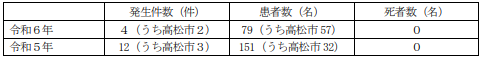 発生件数（件） 患者数（名） 死者数（名）
令和６年 ４（うち高松市２） 79（うち高松市 57） ０
令和５年 12（うち高松市３） 151（うち高松市 32） ０